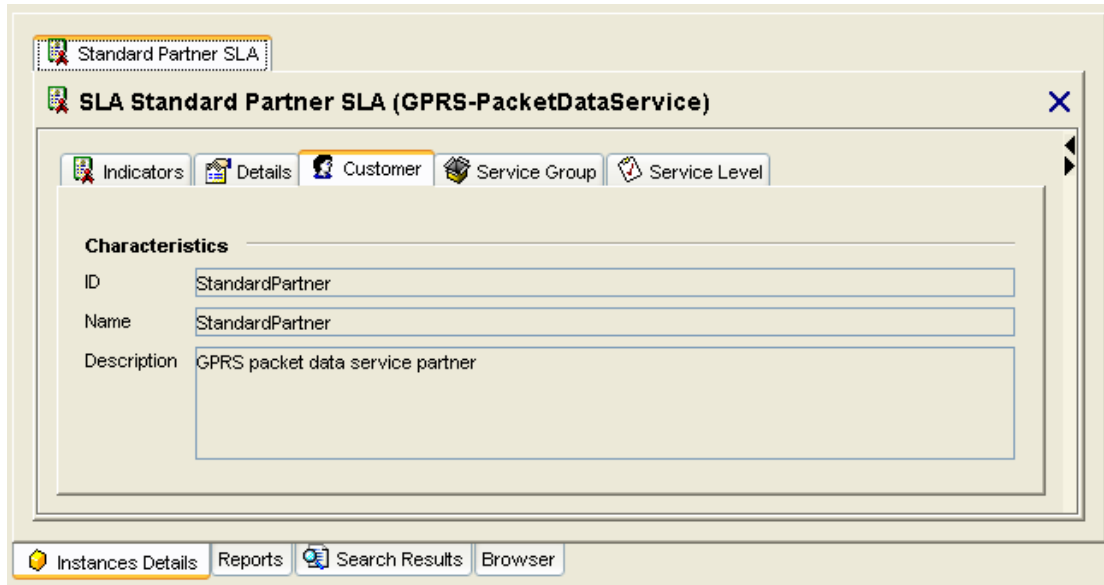 Standard Partner SLA
SLA Standard Partner SLA (GPRS-PacketDataService)
Indicators Details Customer Service Group Service Level
Characteristics
ID StandardPartner
Name StandardPartner
Description GPRS packet data service partner
Instances Details Reports Search Results Browser